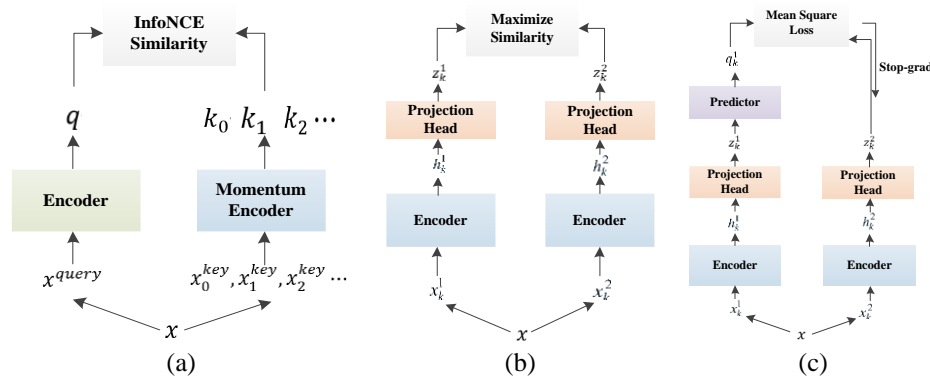 InfoNCE
Similarity
q
k₀, k₁ k₂ ⋯
Encoder
Momentum
Encoder
x^{query}
x₀^{key}, x₁^{key}, x₂^{key} ⋯
x
(a)
Maximize
Similarity
z_k^1
z_k^2
Projection
Head
Projection
Head
h_k^1
h_k^2
Encoder
Encoder
x_k^1
x_k^2
x
(b)
Mean Square
Loss
q_k^1
Stop-grad
Predictor
z_k^1
z_k^2
Projection
Head
Projection
Head
h_k^1
h_k^2
Encoder
Encoder
x_k^1
x_k^2
x
(c)